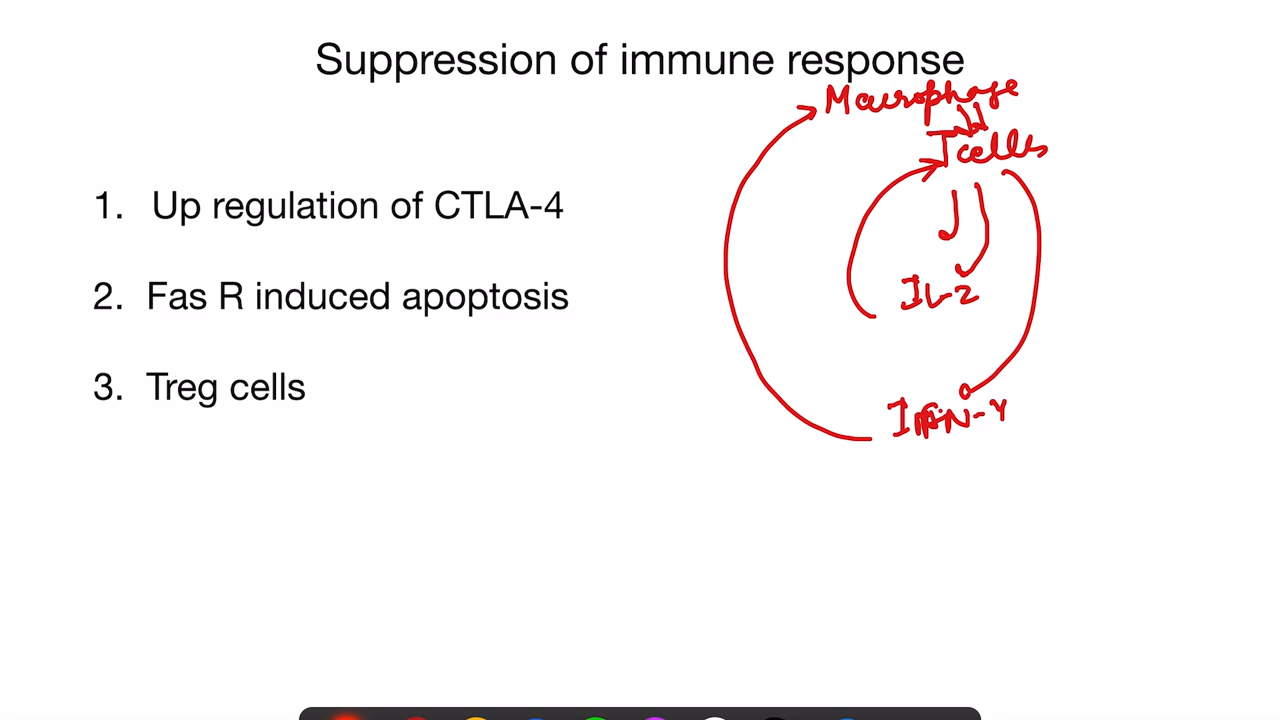 Suppression of immune response
Macrophage
T cells
1. Up regulation of CTLA-4
2. Fas R induced apoptosis
IL-2
3. Treg cells
IFN-γ